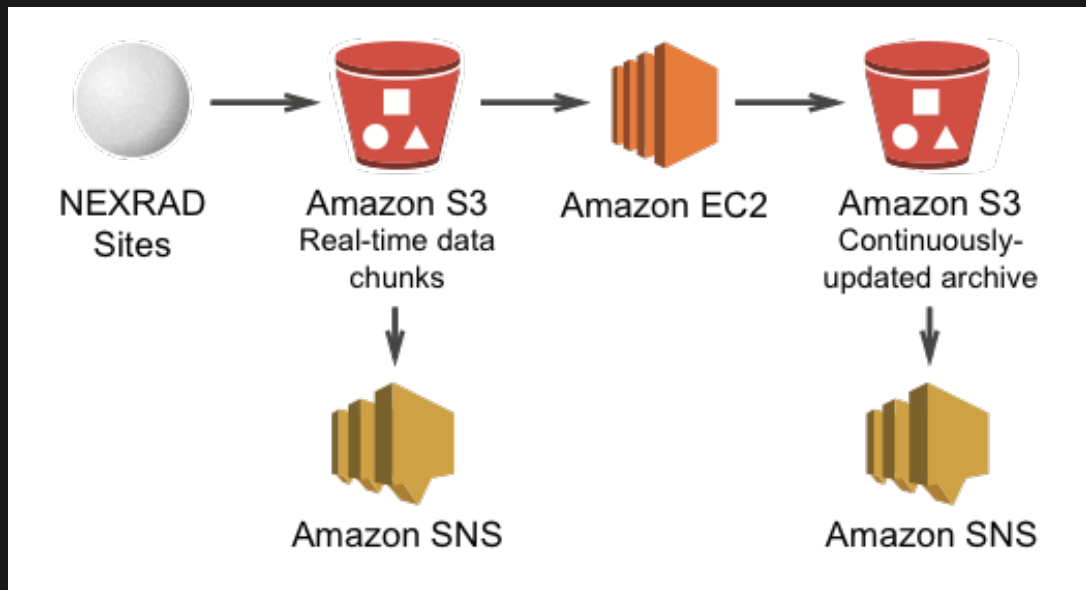 NEXRAD
Sites
Amazon S3
Real-time data
chunks
Amazon EC2
Amazon S3
Continuously-
updated archive
Amazon SNS
Amazon SNS